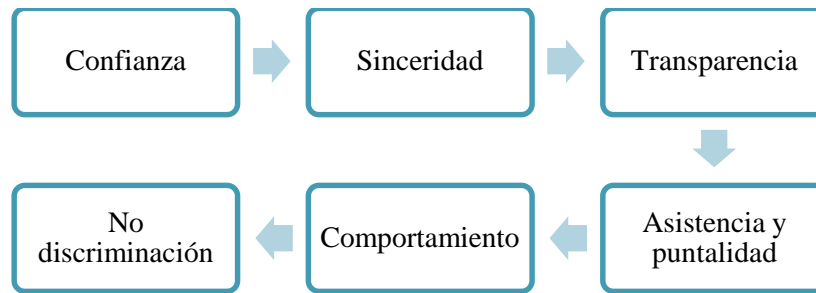 Confianza
Sinceridad
Transparencia
Asistencia y
puntalidad
Comportamiento
No
discriminación